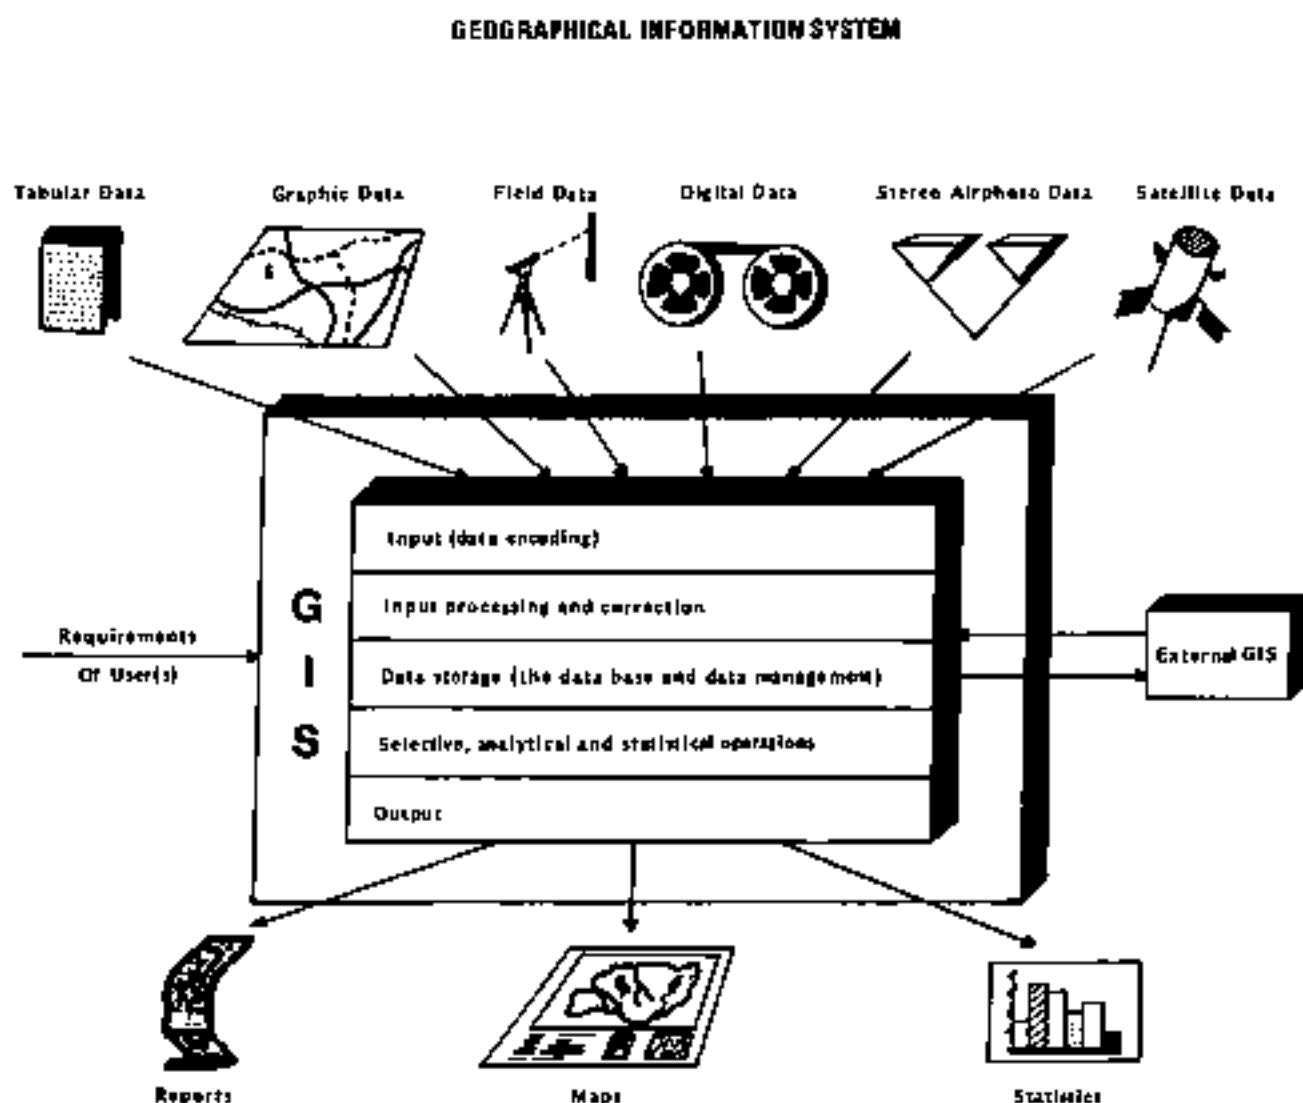 GEOGRAPHICAL INFORMATION SYSTEM
Tabular Data
Graphic Data
Field Data
Digital Data
Stereo Airphoto Data
Satellite Data
Input (data encoding)
Input processing and correction
Data storage (the data base and data management)
Selective, analytical and statistical operations
Output
G
I
S
Requirements
Of User(s)
External GIS
Reports
Maps
Statistics